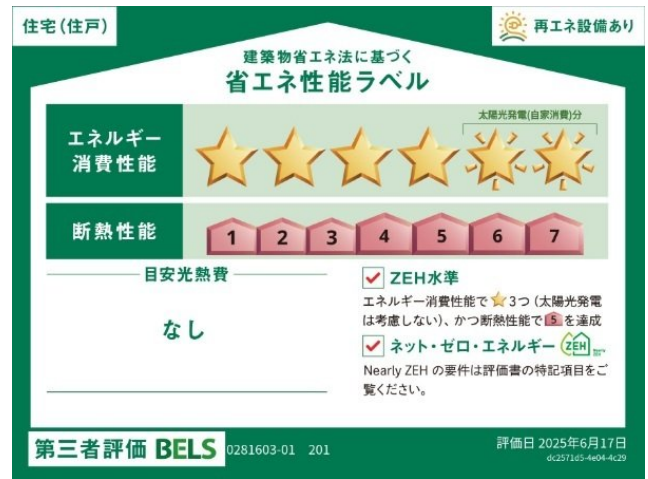 住宅(住戸)
再エネ設備あり
建築物省エネ法に基づく
省エネ性能ラベル
太陽光発電(自家消費)分
エネルギー
消費性能
断熱性能
1 2 3 4 5 6 7
目安光熱費
なし
ZEH水準
エネルギー消費性能で⭐3つ(太陽光発電
は考慮しない)、かつ断熱性能で5を達成
ネット・ゼロ・エネルギー ZEH
Nearly ZEH の要件は評価書の特記項目をご
覧ください。
第三者評価 BELS 0281603-01 201
評価日 2025年6月17日
dc2571d5-4e04-4c29